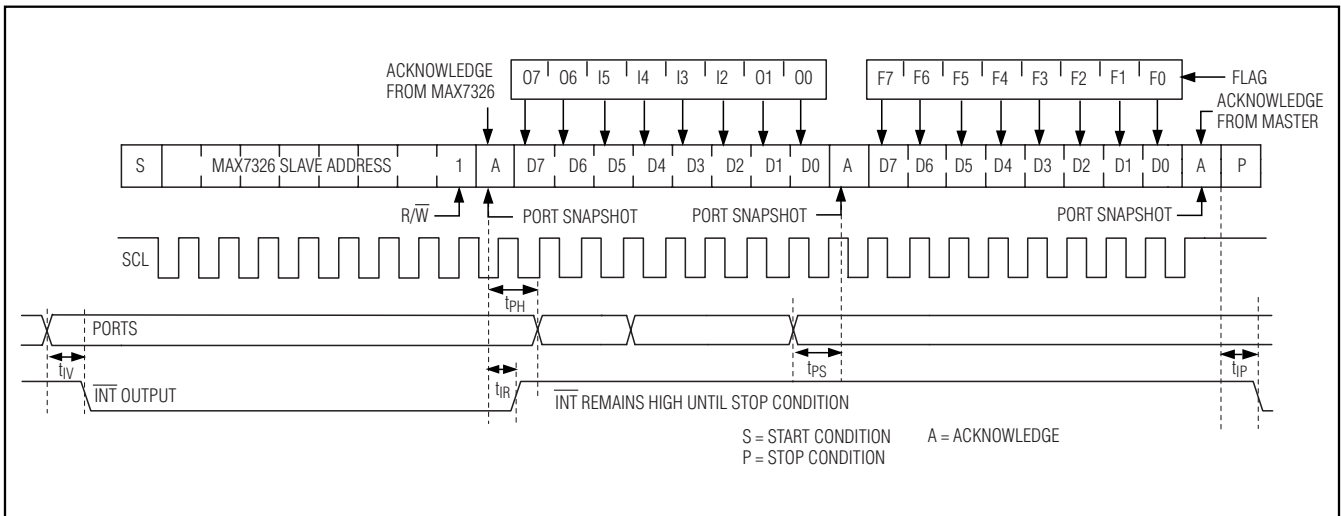 ACKNOWLEDGE
FROM MAX7326
O7 O6 I5 I4 I3 I2 O1 O0
F7 F6 F5 F4 F3 F2 F1 F0
FLAG
ACKNOWLEDGE
FROM MASTER
S MAX7326 SLAVE ADDRESS 1 A D7 D6 D5 D4 D3 D2 D1 D0 A D7 D6 D5 D4 D3 D2 D1 D0 A P
R/W̅ PORT SNAPSHOT PORT SNAPSHOT PORT SNAPSHOT
SCL
tPH
PORTS
tIV tIR tPS tIP
I̅N̅T̅ OUTPUT
I̅N̅T̅ REMAINS HIGH UNTIL STOP CONDITION
S = START CONDITION A = ACKNOWLEDGE
P = STOP CONDITION